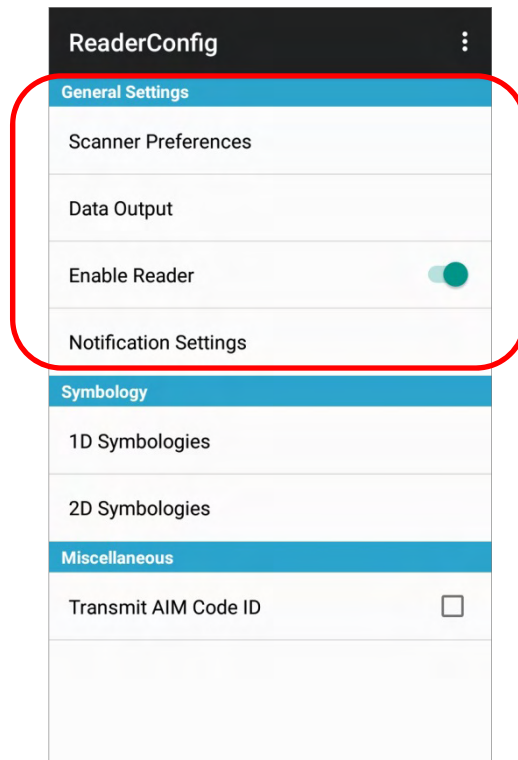 ReaderConfig
General Settings
Scanner Preferences
Data Output
Enable Reader
Notification Settings
Symbology
1D Symbologies
2D Symbologies
Miscellaneous
Transmit AIM Code ID